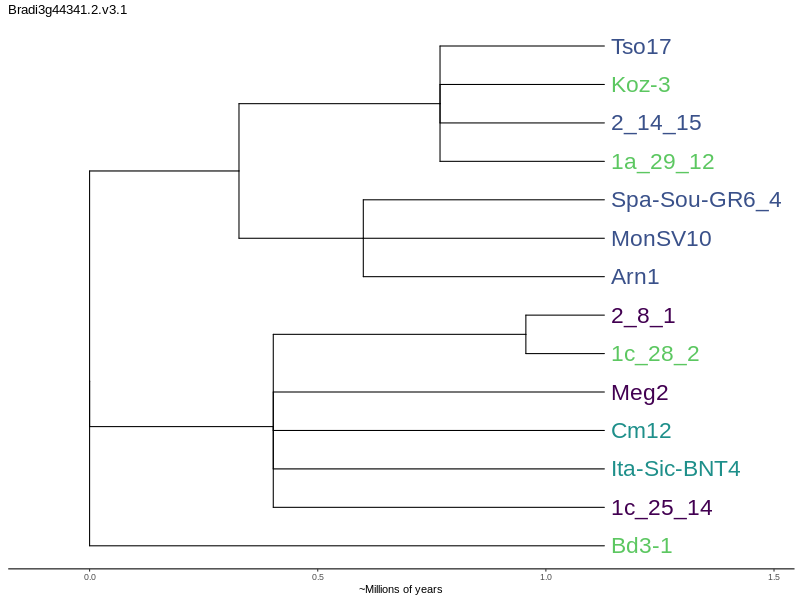 Bradi3g44341.2.v3.1
Tso17
Koz-3
2_14_15
1a_29_12
Spa-Sou-GR6_4
MonSV10
Arn1
2_8_1
1c_28_2
Meg2
Cm12
Ita-Sic-BNT4
1c_25_14
Bd3-1
0.0 0.5 1.0 1.5
~Millions of years